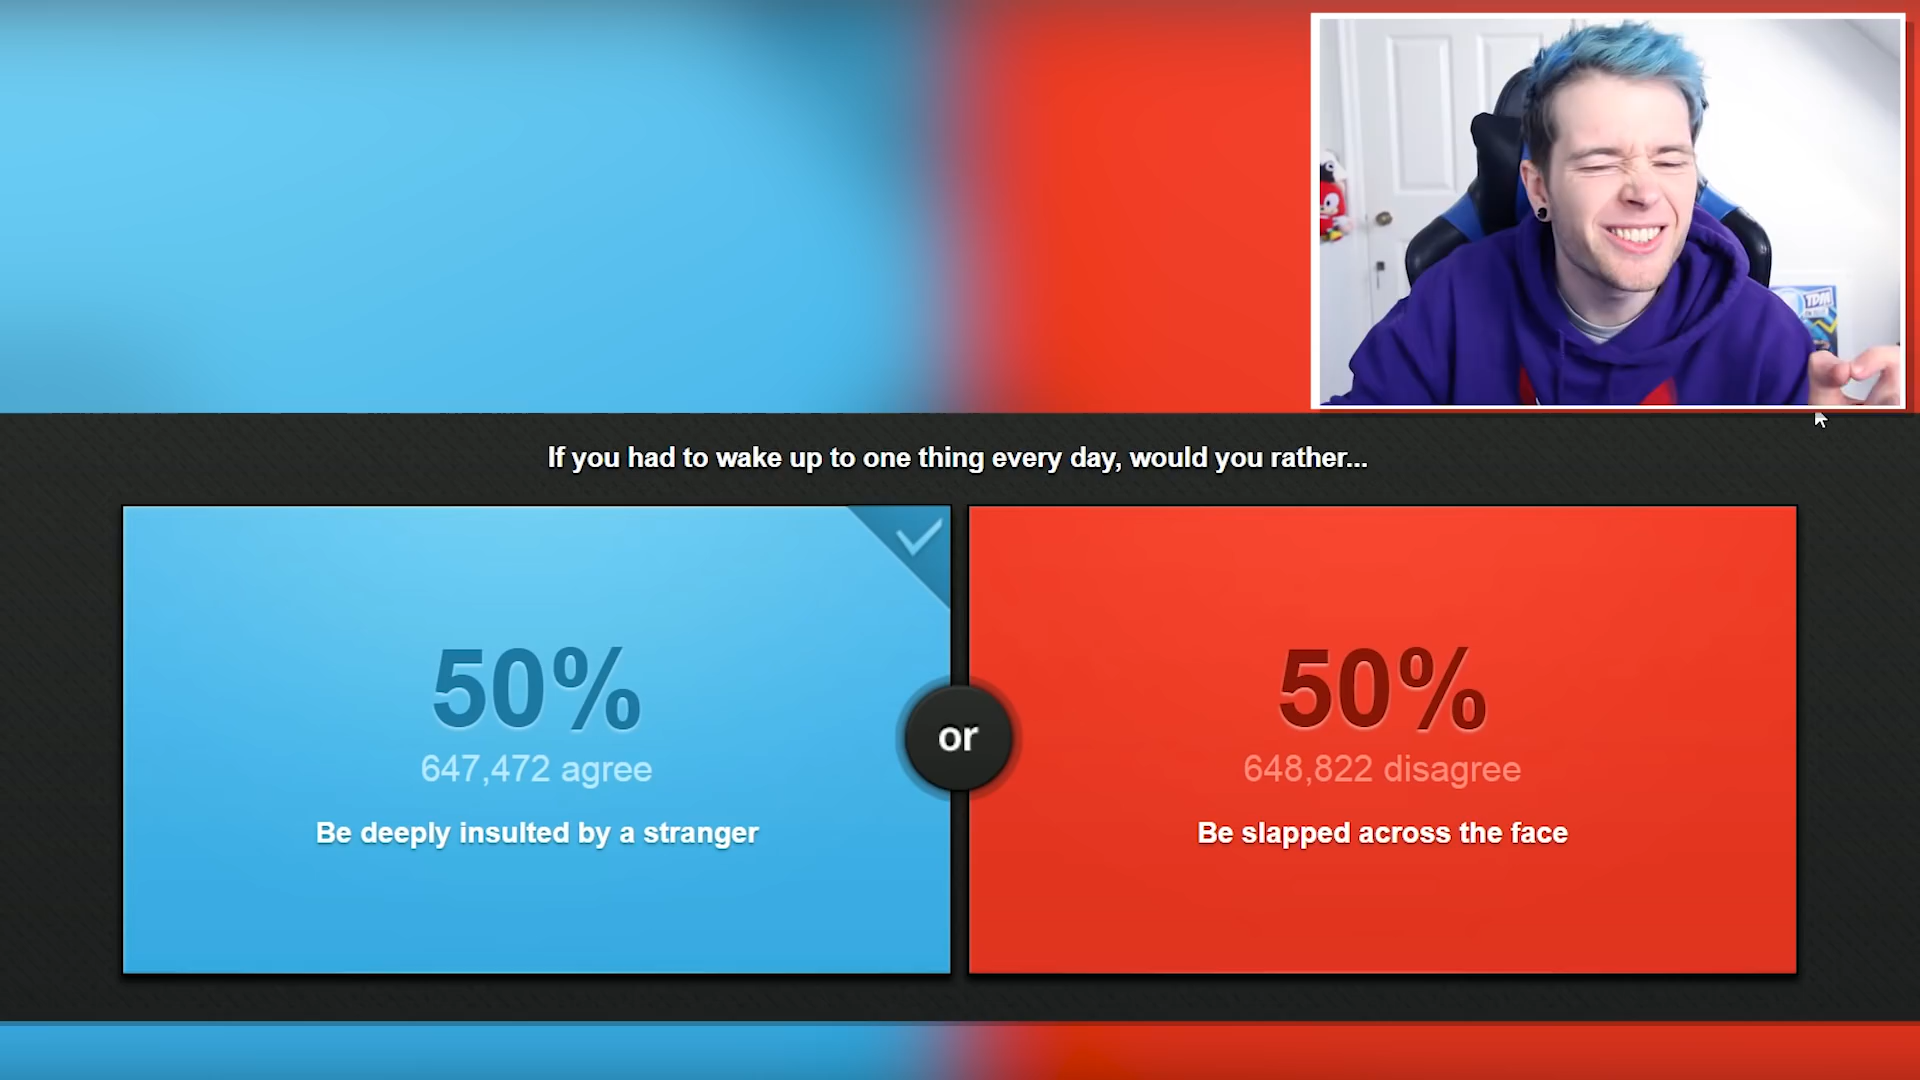 TDM
If you had to wake up to one thing every day, would you rather...
50%
647,472 agree
Be deeply insulted by a stranger
or
50%
648,822 disagree
Be slapped across the face